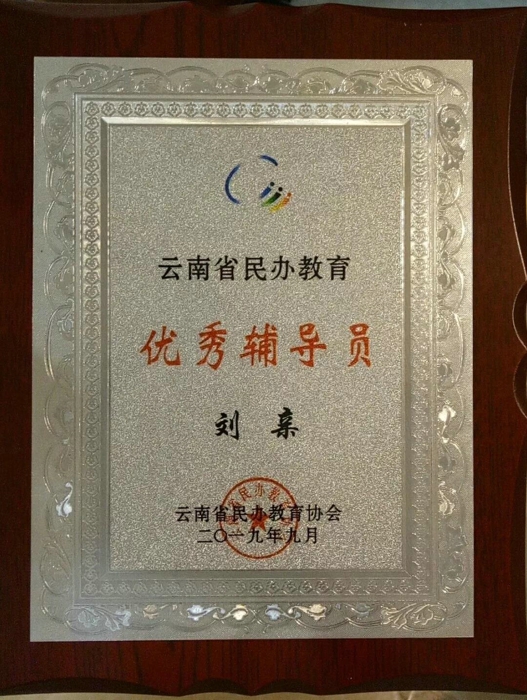 云南省民办教育
优秀辅导员
刘亲
云南省民办教育协会
二〇一九年九月